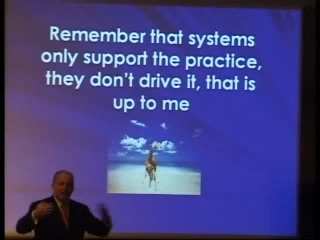 Remember that systems
only support the practice,
they don't drive it, that is
up to me